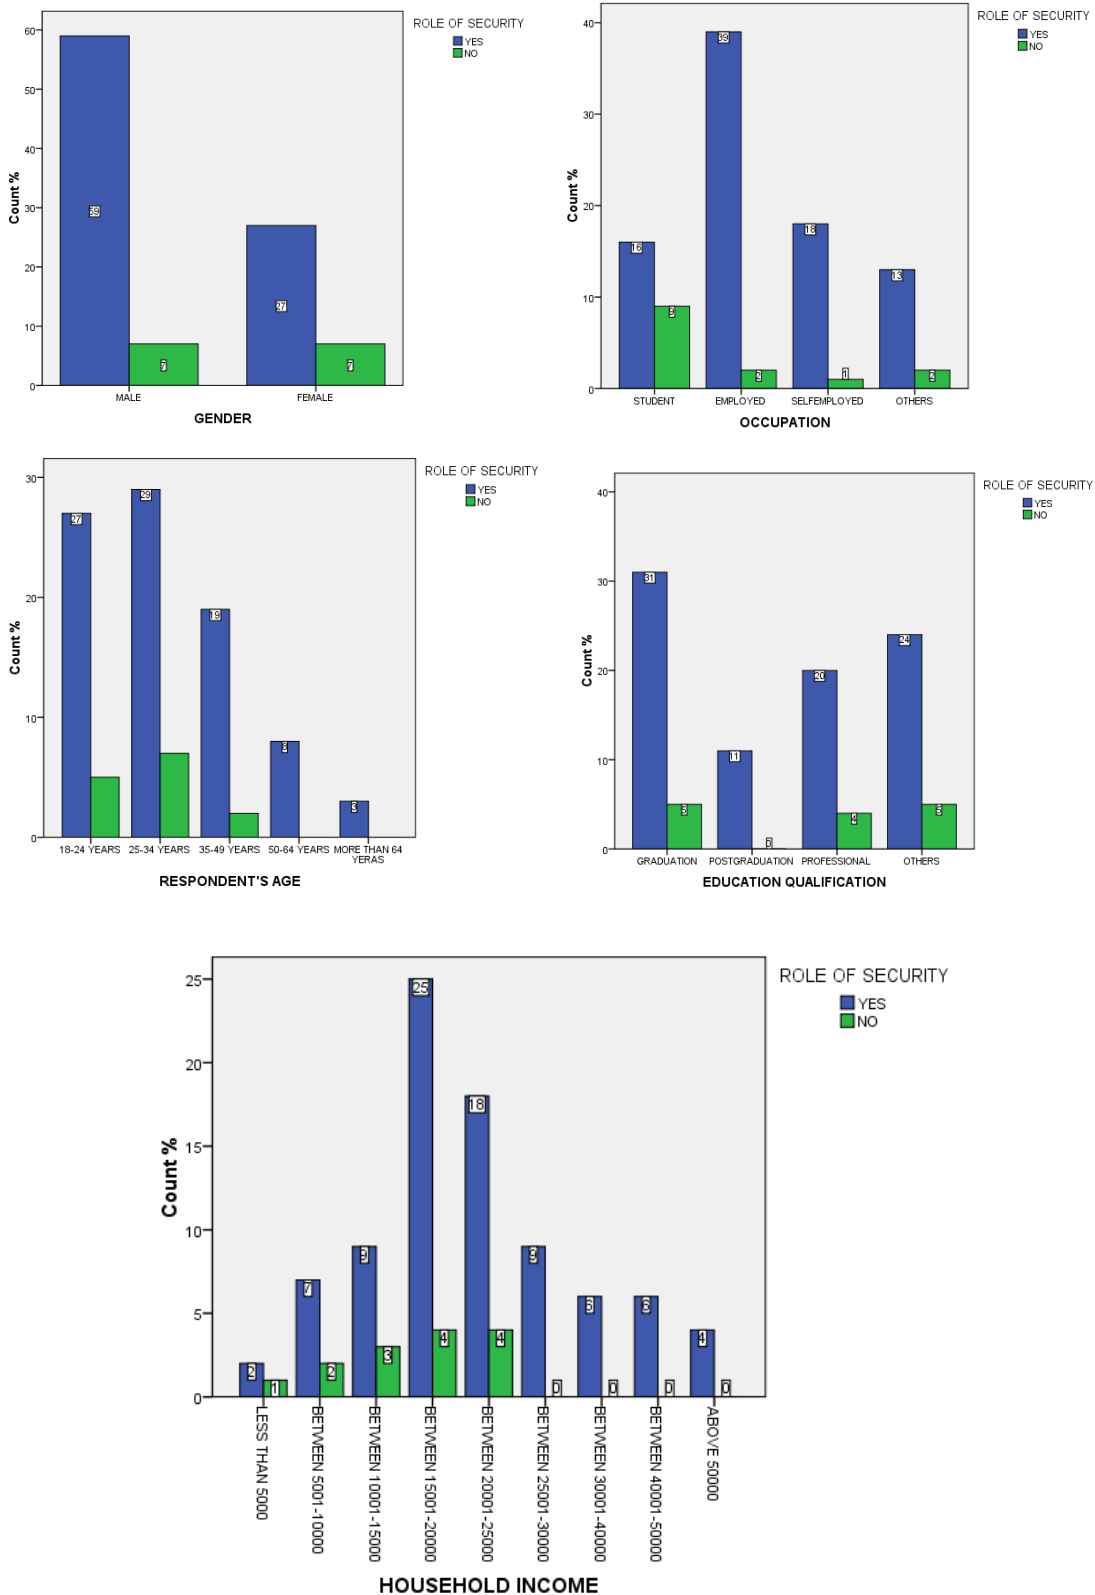 ROLE OF SECURITY
YES
NO
60
50
40
30
20
10
0
Count %
59
7
27
7
MALE FEMALE
GENDER
ROLE OF SECURITY
YES
NO
40
30
20
10
0
Count %
16
9
39
2
18
1
13
2
STUDENT EMPLOYED SELFEMPLOYED OTHERS
OCCUPATION
ROLE OF SECURITY
YES
NO
30
20
10
0
Count %
27
29
19
8
3
18-24 YEARS 25-34 YEARS 35-49 YEARS 50-64 YEARS MORE THAN 64
YERAS
RESPONDENT'S AGE
ROLE OF SECURITY
YES
NO
40
30
20
10
0
Count %
31
5
11
0
20
4
24
5
GRADUATION POSTGRADUATION PROFESSIONAL OTHERS
EDUCATION QUALIFICATION
ROLE OF SECURITY
YES
NO
25
20
15
10
5
0
Count %
2
1
7
2
9
3
25
4
18
4
9
0
6
0
6
0
4
0
LESS THAN 5000
BETWEEN 5001-10000
BETWEEN 10001-15000
BETWEEN 15001-20000
BETWEEN 20001-25000
BETWEEN 25001-30000
BETWEEN 30001-40000
BETWEEN 40001-50000
ABOVE 50000
HOUSEHOLD INCOME